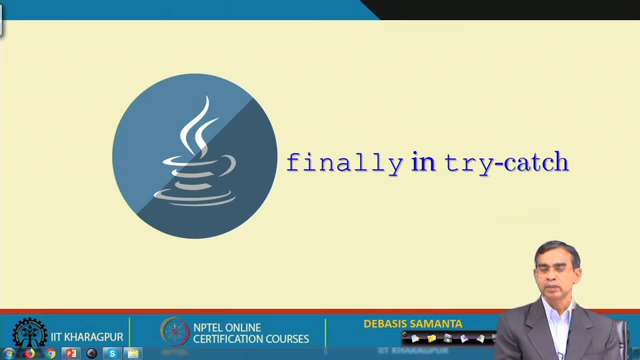 finally in try-catch
IIT KHARAGPUR
NPTEL ONLINE
CERTIFICATION COURSES
DEBASIS SAMANTA